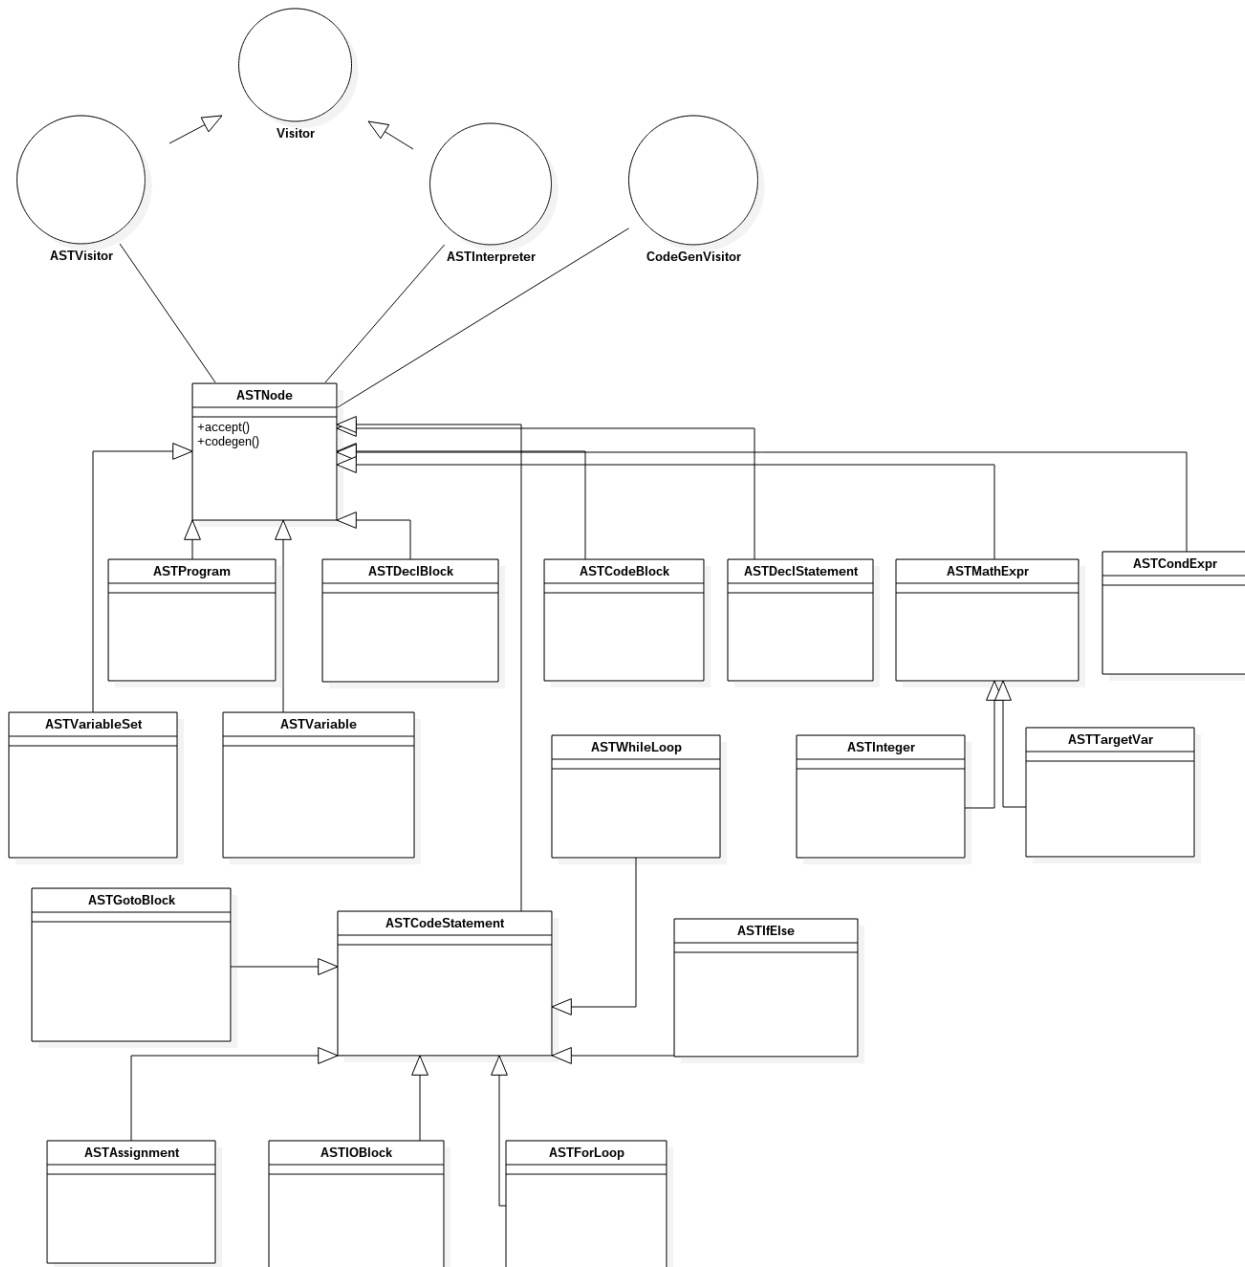 Visitor
ASTVisitor
ASTInterpreter
CodeGenVisitor
ASTNode
+accept()
+codegen()
ASTProgram
ASTDeclBlock
ASTCodeBlock
ASTDeclStatement
ASTMathExpr
ASTCondExpr
ASTVariableSet
ASTVariable
ASTWhileLoop
ASTInteger
ASTTargetVar
ASTGotoBlock
ASTCodeStatement
ASTIfElse
ASTAssignment
ASTIOBlock
ASTForLoop